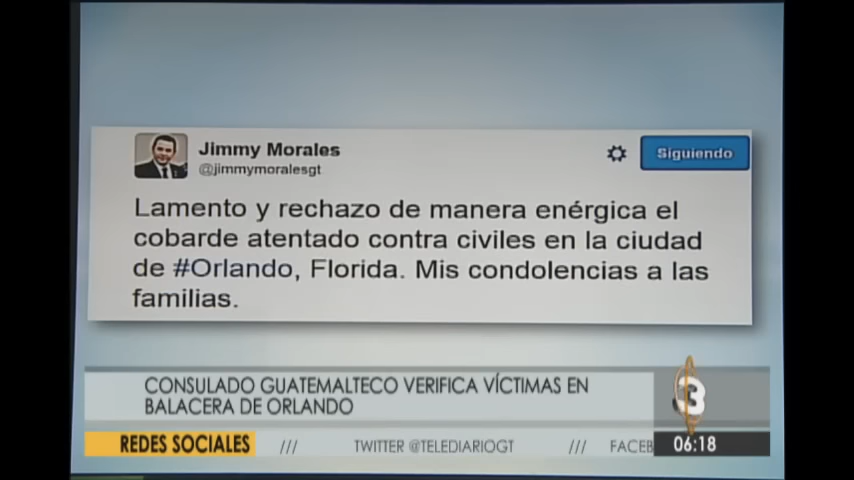 Jimmy Morales
@jimmymoralesgt
Siguiendo
Lamento y rechazo de manera enérgica el
cobarde atentado contra civiles en la ciudad
de #Orlando, Florida. Mis condolencias a las
familias.
CONSULADO GUATEMALTECO VERIFICA VÍCTIMAS EN
BALACERA DE ORLANDO
3
REDES SOCIALES /// TWITTER @TELEDIARIOGT /// FACEB 06:18